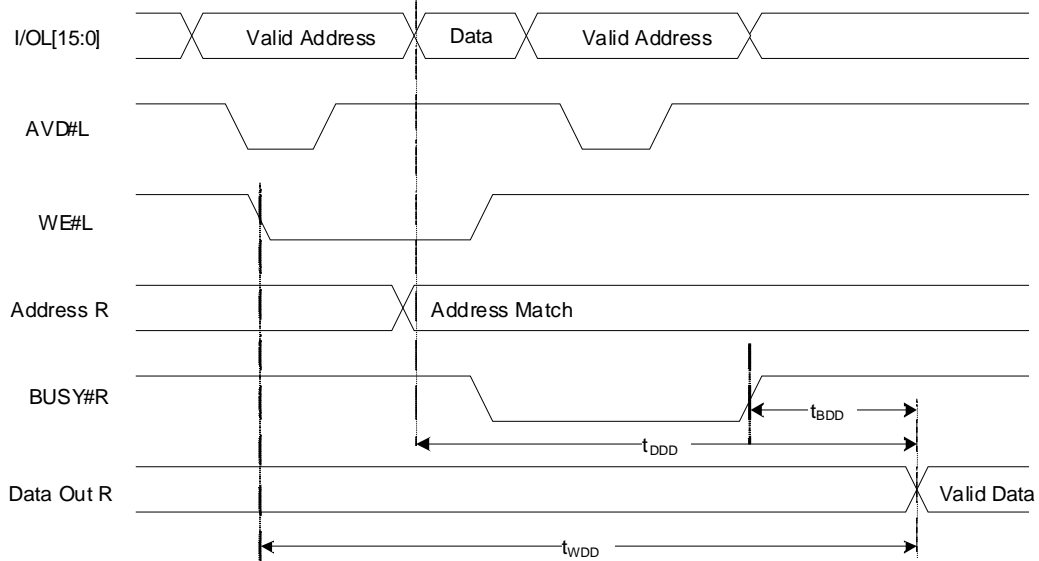 I/OL[15:0] Valid Address Data Valid Address
AVD#L
WE#L
Address R Address Match
BUSY#R
tBDD
tDDD
Data Out R Valid Data
tWDD